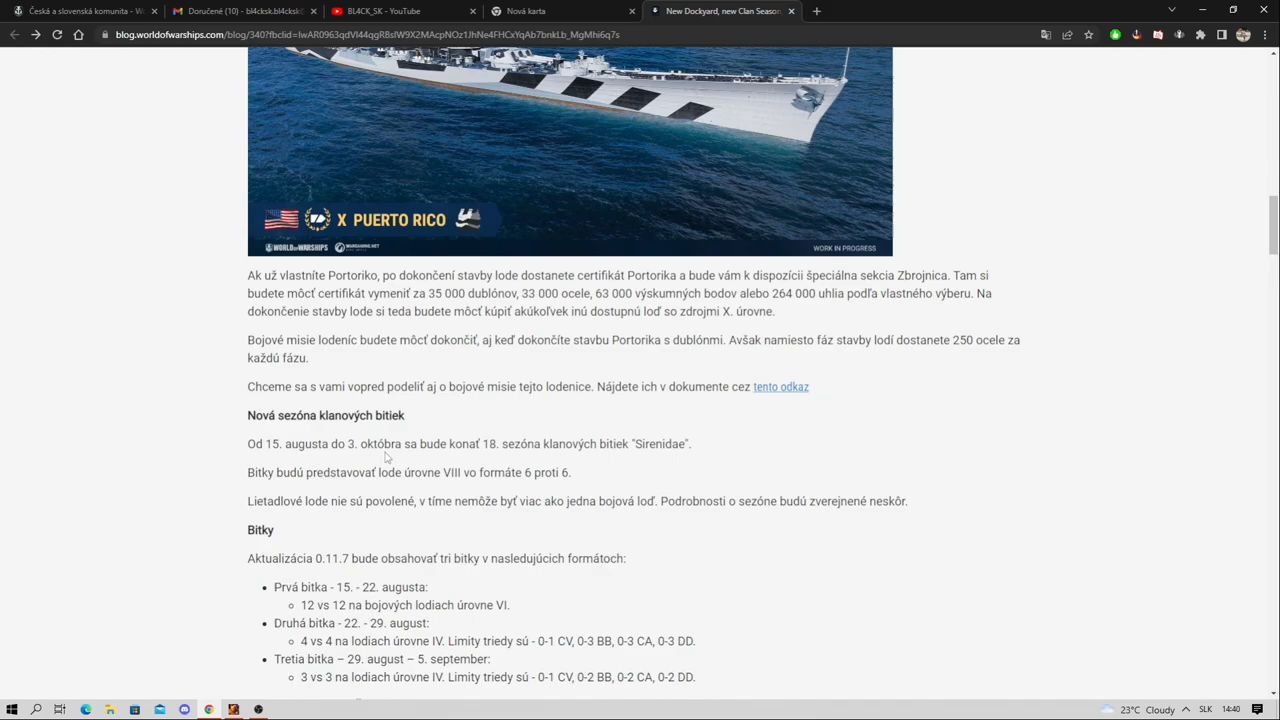 Česká a slovenská komunita - Wo
Doručené (10) - bl4cksk.bl4cksk@
BL4CK_SK - YouTube
Nová karta
New Dockyard, new Clan Season,
blog.worldofwarships.com/blog/340?fbclid=IwAR0963qdVI44qgRBsIW9X2MAcpNOz1JhNe4FHCxYqAb7bnkLb_MgMhi6q7s
X PUERTO RICO
WORLD OF WARSHIPS WARGAMING.NET
WORK IN PROGRESS
Ak už vlastníte Portoriko, po dokončení stavby lode dostanete certifikát Portorika a bude vám k dispozícii špeciálna sekcia Zbrojnica. Tam si
budete môcť certifikát vymeniť za 35 000 dublónov, 33 000 ocele, 63 000 výskumných bodov alebo 264 000 uhlia podľa vlastného výberu. Na
dokončenie stavby lode si teda budete môcť kúpiť akúkoľvek inú dostupnú loď so zdrojmi X. úrovne.
Bojové misie lodeníc budete môcť dokončiť, aj keď dokončíte stavbu Portorika s dublónmi. Avšak namiesto fáz stavby lodí dostanete 250 ocele za
každú fázu.
Chceme sa s vami vopred podeliť aj o bojové misie tejto lodenice. Nájdete ich v dokumente cez tento odkaz
Nová sezóna klanových bitiek
Od 15. augusta do 3. októbra sa bude konať 18. sezóna klanových bitiek "Sirenidae".
Bitky budú predstavovať lode úrovne VIII vo formáte 6 proti 6.
Lietadlové lode nie sú povolené, v tíme nemôže byť viac ako jedna bojová loď. Podrobnosti o sezóne budú zverejnené neskôr.
Bitky
Aktualizácia 0.11.7 bude obsahovať tri bitky v nasledujúcich formátoch:
Prvá bitka - 15. - 22. augusta:
12 vs 12 na bojových lodiach úrovne VI.
Druhá bitka - 22. - 29. august:
4 vs 4 na lodiach úrovne IV. Limity triedy sú - 0-1 CV, 0-3 BB, 0-3 CA, 0-3 DD.
Tretia bitka – 29. august – 5. september:
3 vs 3 na lodiach úrovne IV. Limity triedy sú - 0-1 CV, 0-2 BB, 0-2 CA, 0-2 DD.
23°C Cloudy SLK 14:40